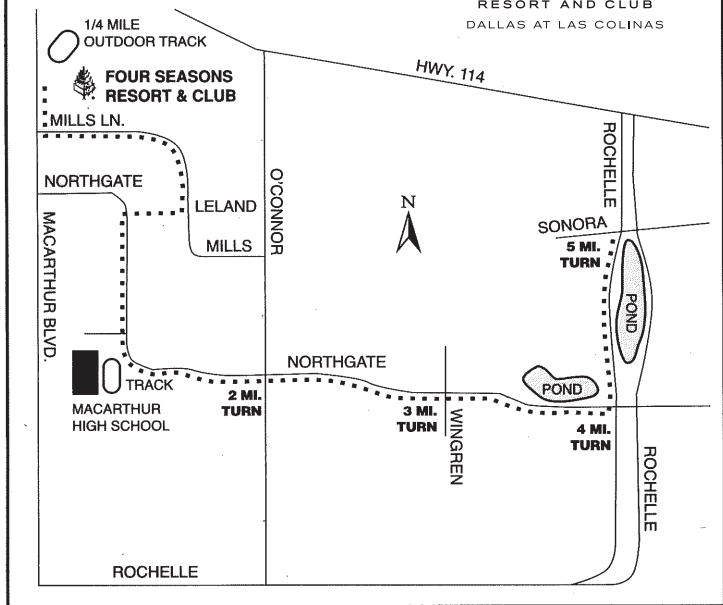 RESORT AND CLUB
DALLAS AT LAS COLINAS
1/4 MILE
OUTDOOR TRACK
FOUR SEASONS
RESORT & CLUB
HWY. 114
MILLS LN.
ROCHELLE
NORTHGATE
O'CONNOR
LELAND
N
MACARTHUR BLVD.
SONORA
MILLS
5 MI.
TURN
POND
NORTHGATE
TRACK
POND
2 MI.
TURN
MACARTHUR
HIGH SCHOOL
3 MI.
TURN
WINGREN
4 MI.
TURN
ROCHELLE
ROCHELLE